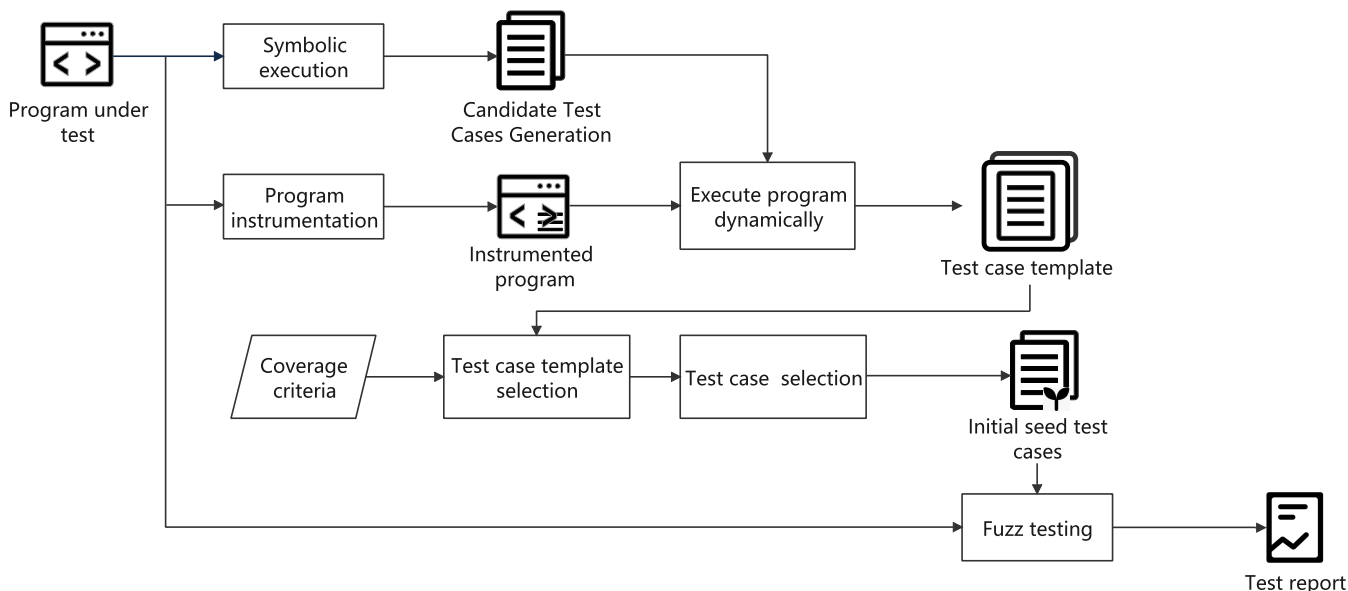 Symbolic
execution
Program under
test
Candidate Test
Cases Generation
Program
instrumentation
Execute program
dynamically
Instrumented
program
Test case template
Coverage
criteria
Test case template
selection
Test case  selection
Initial seed test
cases
Fuzz testing
Test report